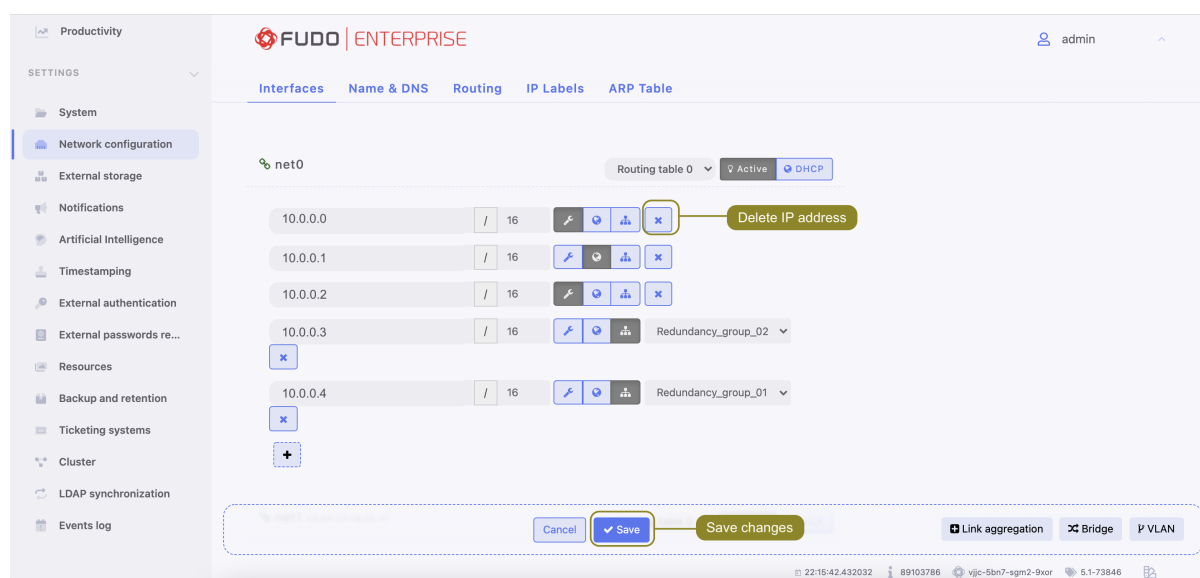 Productivity
FUDO ENTERPRISE
admin
SETTINGS
Interfaces Name & DNS Routing IP Labels ARP Table
System
Network configuration
External storage
Notifications
Artificial Intelligence
Timestamping
External authentication
External passwords re...
Resources
Backup and retention
Ticketing systems
Cluster
LDAP synchronization
Events log
net0
Routing table 0 Active DHCP
10.0.0.0 / 16
Delete IP address
10.0.0.1 / 16
10.0.0.2 / 16
10.0.0.3 / 16 Redundancy_group_02
10.0.0.4 / 16 Redundancy_group_01
Cancel Save Save changes
Link aggregation Bridge VLAN
22:15:42.432032 89103786 vjjc-5bn7-sgm2-9xor 5.1-73846